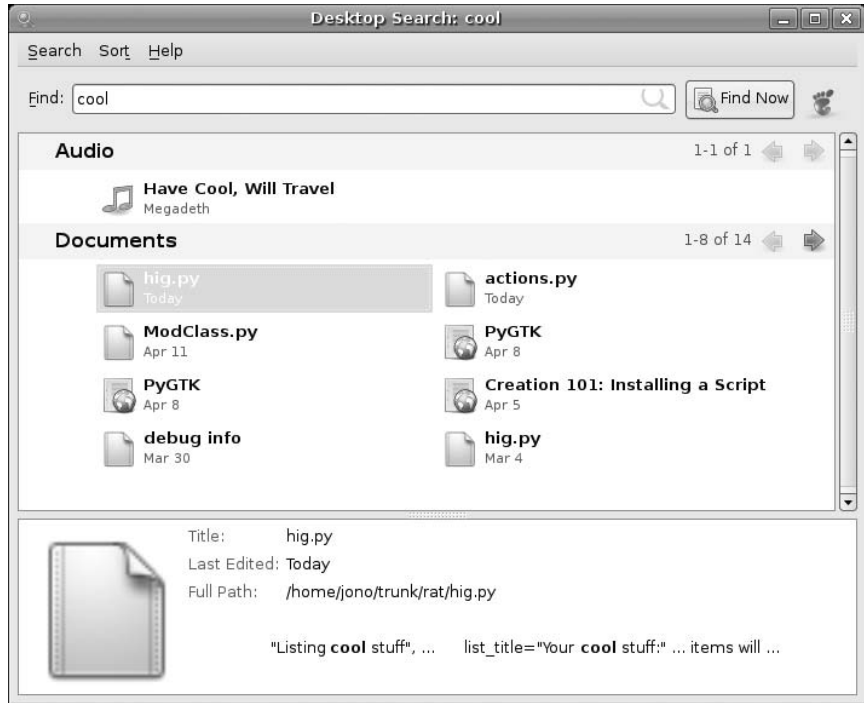 Desktop Search: cool
Search Sort Help
Find: cool Find Now
Audio 1-1 of 1
Have Cool, Will Travel
Megadeth
Documents 1-8 of 14
hig.py actions.py
Today Today
ModClass.py PyGTK
Apr 11 Apr 8
PyGTK Creation 101: Installing a Script
Apr 8 Apr 5
debug info hig.py
Mar 30 Mar 4
Title: hig.py
Last Edited: Today
Full Path: /home/jono/trunk/rat/hig.py
"Listing cool stuff", ... list_title="Your cool stuff:" ... items will ...